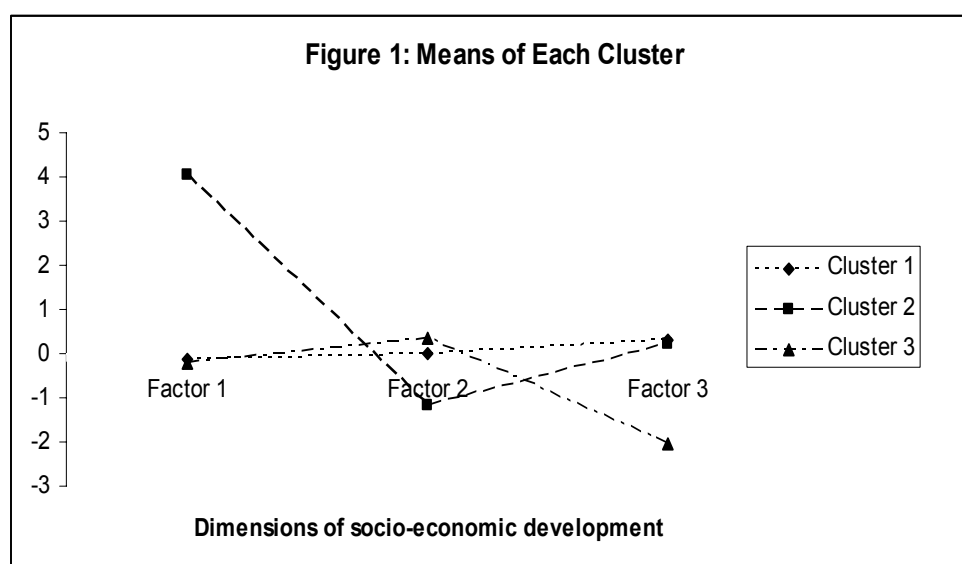 Figure 1: Means of Each Cluster
5
4
3
2
1
0
-1
-2
-3
Factor 1
Factor 2
Factor 3
Cluster 1
Cluster 2
Cluster 3
Dimensions of socio-economic development